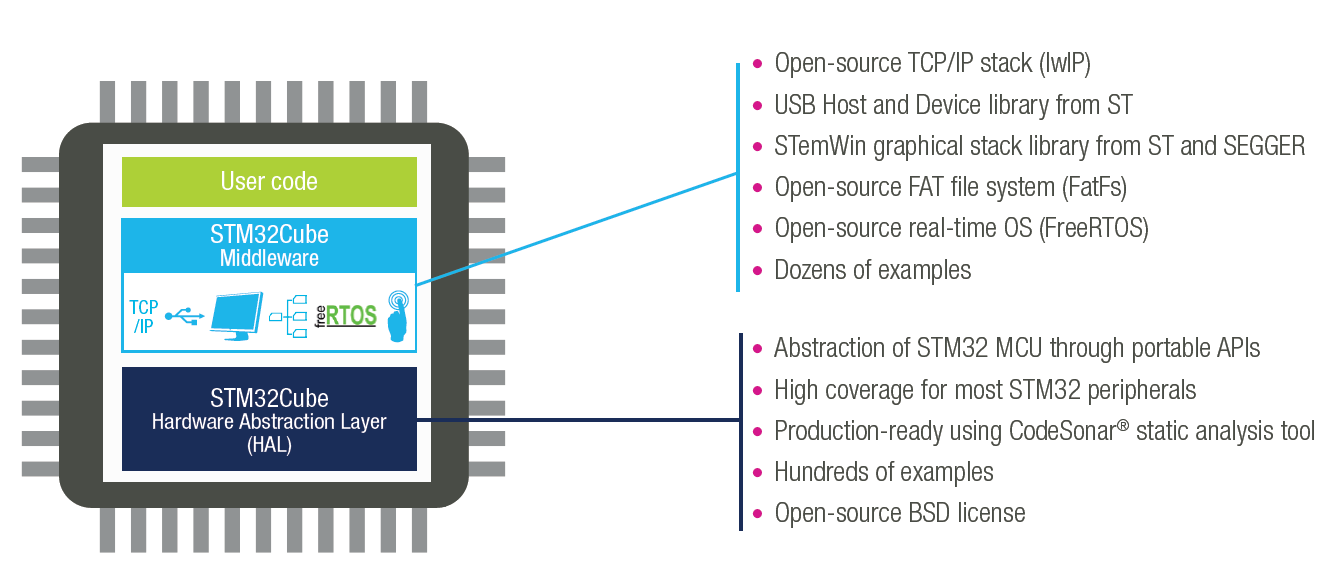 User code
STM32Cube
Middleware
TCP
/IP
free RTOS
STM32Cube
Hardware Abstraction Layer
(HAL)
• Open-source TCP/IP stack (lwIP)
• USB Host and Device library from ST
• STemWin graphical stack library from ST and SEGGER
• Open-source FAT file system (FatFs)
• Open-source real-time OS (FreeRTOS)
• Dozens of examples
• Abstraction of STM32 MCU through portable APIs
• High coverage for most STM32 peripherals
• Production-ready using CodeSonar® static analysis tool
• Hundreds of examples
• Open-source BSD license